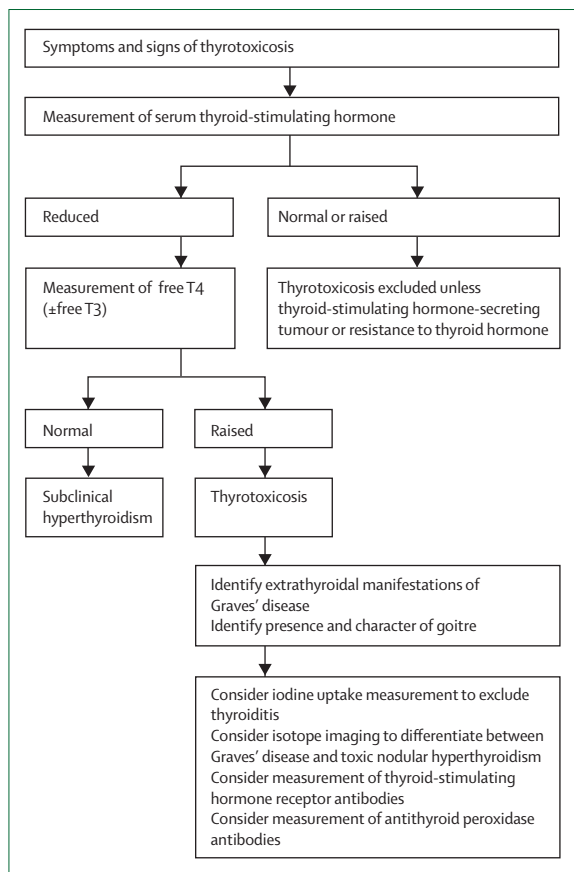 Symptoms and signs of thyrotoxicosis
Measurement of serum thyroid-stimulating hormone
Reduced
Normal or raised
Measurement of free T4
(±free T3)
Thyrotoxicosis excluded unless
thyroid-stimulating hormone-secreting
tumour or resistance to thyroid hormone
Normal
Raised
Subclinical
hyperthyroidism
Thyrotoxicosis
Identify extrathyroidal manifestations of
Graves’ disease
Identify presence and character of goitre
Consider iodine uptake measurement to exclude
thyroiditis
Consider isotope imaging to differentiate between
Graves’ disease and toxic nodular hyperthyroidism
Consider measurement of thyroid-stimulating
hormone receptor antibodies
Consider measurement of antithyroid peroxidase
antibodies